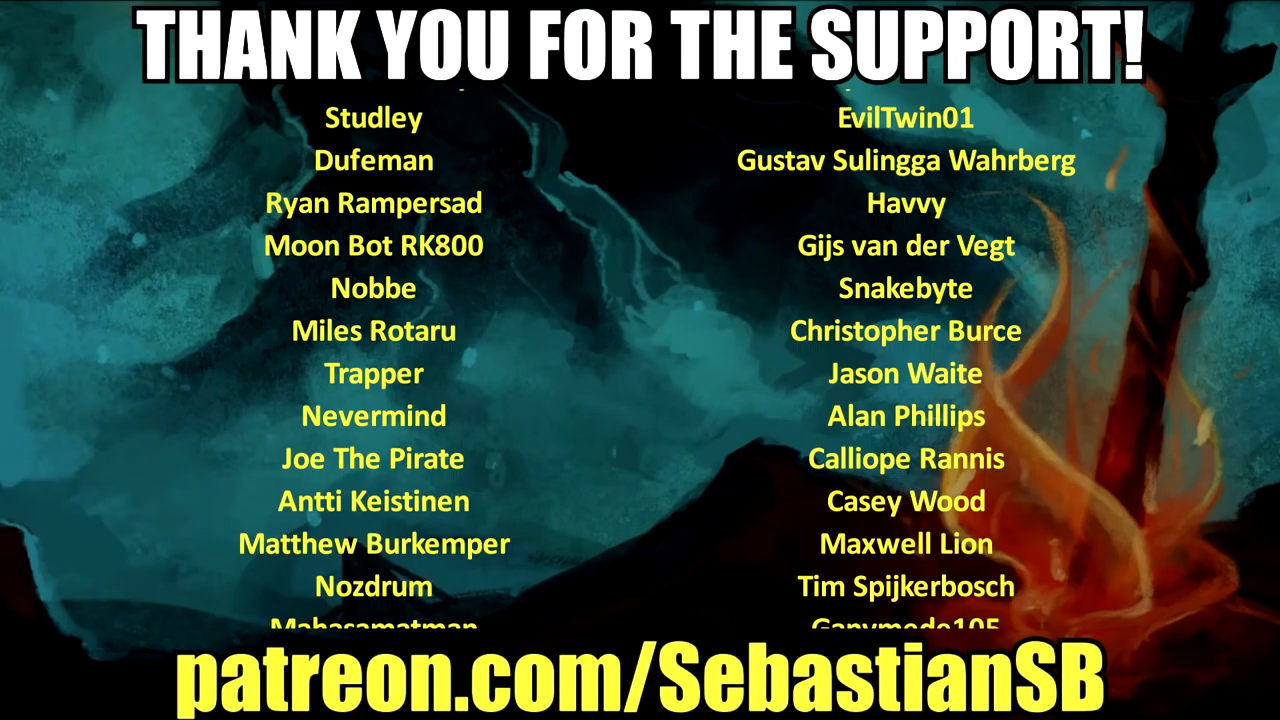 THANK YOU FOR THE SUPPORT!
Studley
Dufeman
Ryan Rampersad
Moon Bot RK800
Nobbe
Miles Rotaru
Trapper
Nevermind
Joe The Pirate
Antti Keistinen
Matthew Burkemper
Nozdrum
Mahasamatman
EvilTwin01
Gustav Sulingga Wahrberg
Havvy
Gijs van der Vegt
Snakebyte
Christopher Burce
Jason Waite
Alan Phillips
Calliope Rannis
Casey Wood
Maxwell Lion
Tim Spijkerbosch
Ganymede105
patreon.com/SebastianSB